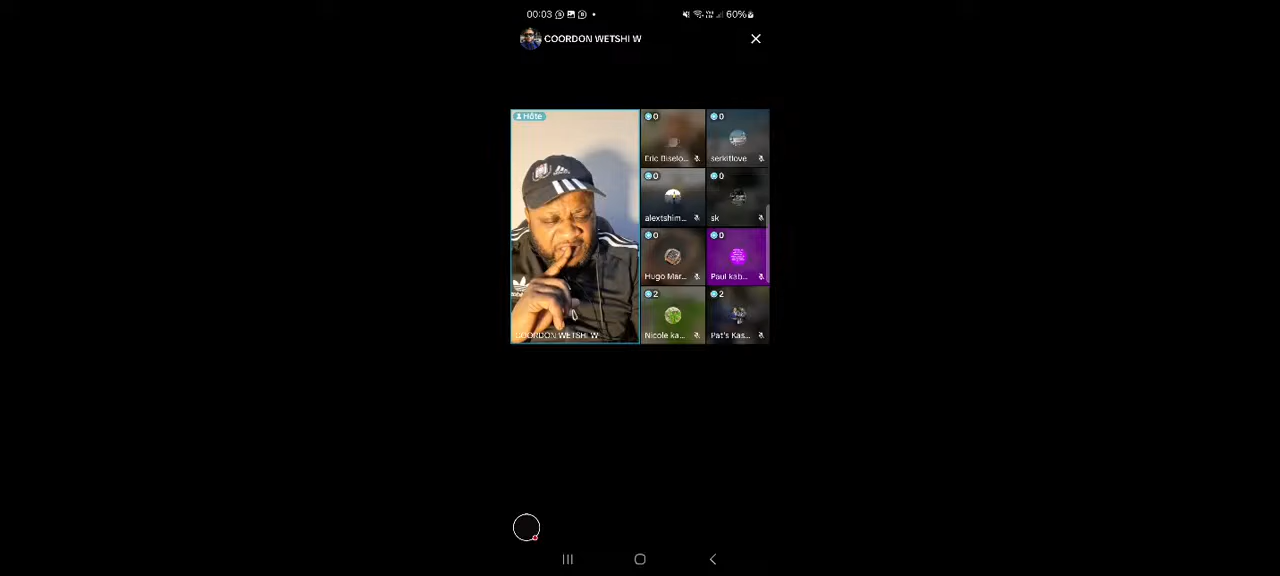 00:03 60%
COORDON WETSHI W
Hôte
0 0
Eric Biselo... serkitlove
0 0
alextshim... sk
0 0
Hugo Mar... Paul kab...
2 2
Nicole ka... Pat's Kas...
COORDON WETSHI W